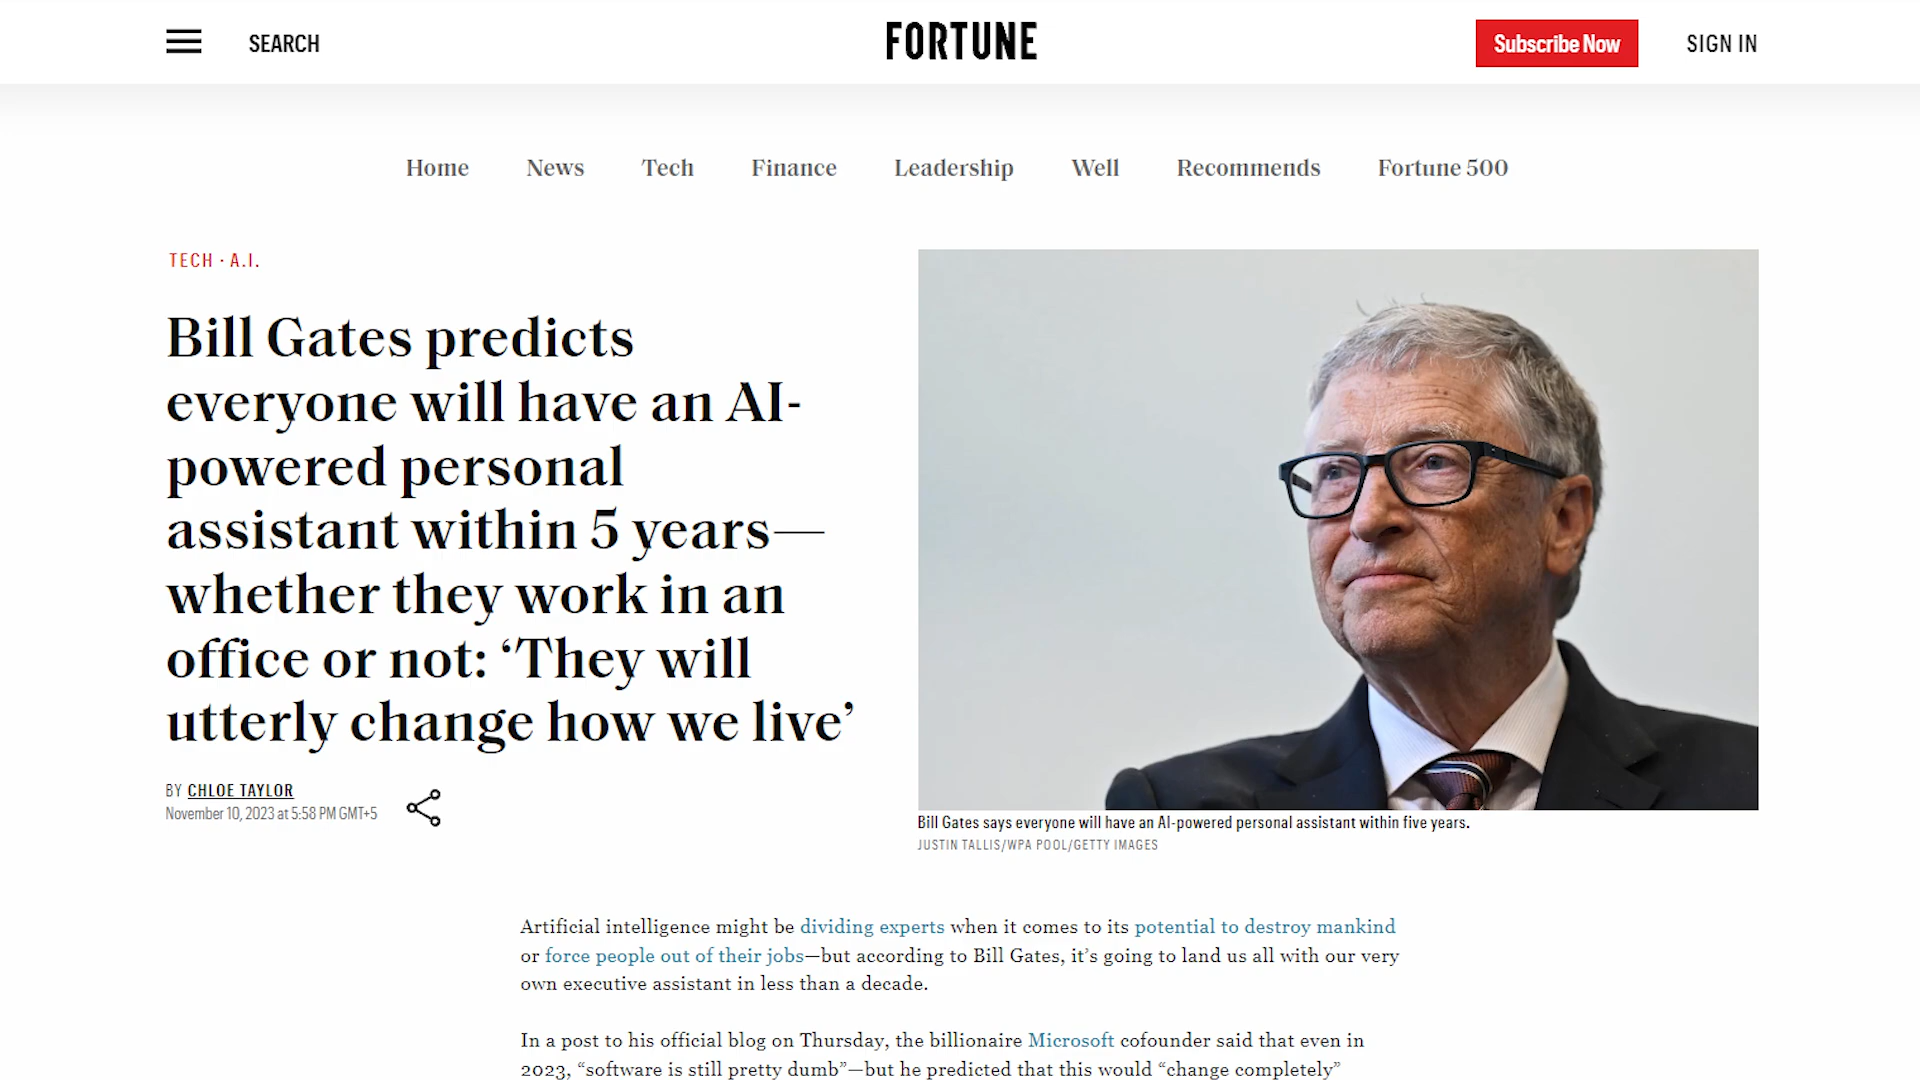 SEARCH
FORTUNE
Subscribe Now
SIGN IN
Home News Tech Finance Leadership Well Recommends Fortune 500
TECH · A.I.
Bill Gates predicts
everyone will have an AI-
powered personal
assistant within 5 years—
whether they work in an
office or not: ‘They will
utterly change how we live’
BY CHLOE TAYLOR
November 10, 2023 at 5:58 PM GMT+5
Bill Gates says everyone will have an AI-powered personal assistant within five years.
JUSTIN TALLIS/WPA POOL/GETTY IMAGES
Artificial intelligence might be dividing experts when it comes to its potential to destroy mankind
or force people out of their jobs—but according to Bill Gates, it’s going to land us all with our very
own executive assistant in less than a decade.
In a post to his official blog on Thursday, the billionaire Microsoft cofounder said that even in
2023, “software is still pretty dumb”—but he predicted that this would “change completely”